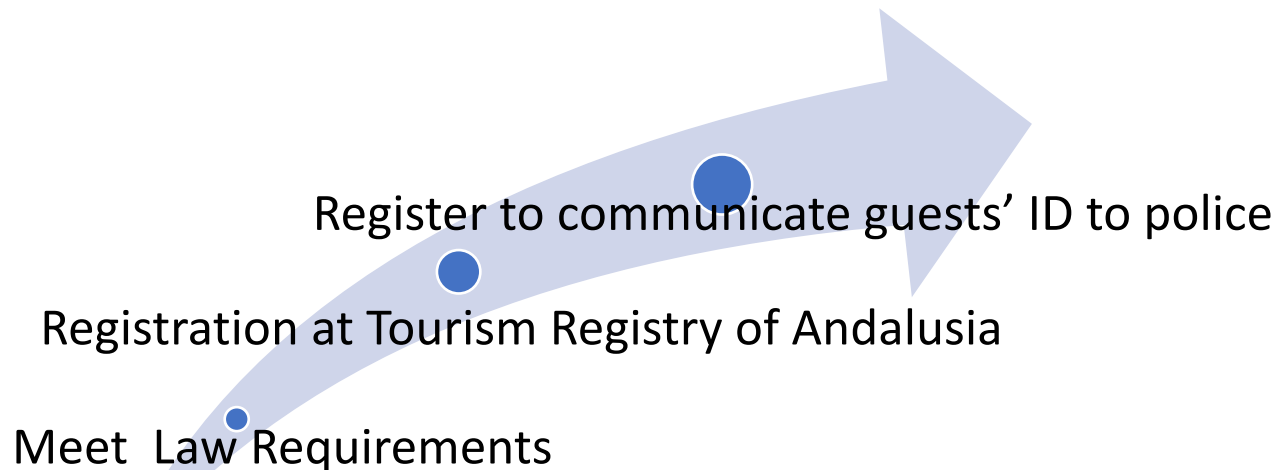 Register to communicate guests’ ID to police
Registration at Tourism Registry of Andalusia
Meet  Law Requirements